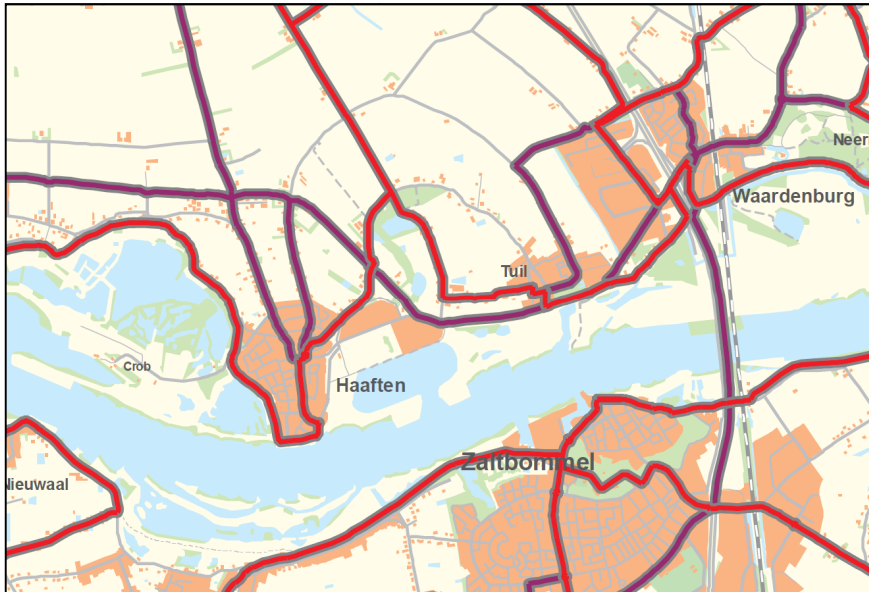 Neer
Waardenburg
Tuil
Crob
Haaften
Zaltbommel
Nieuwaal